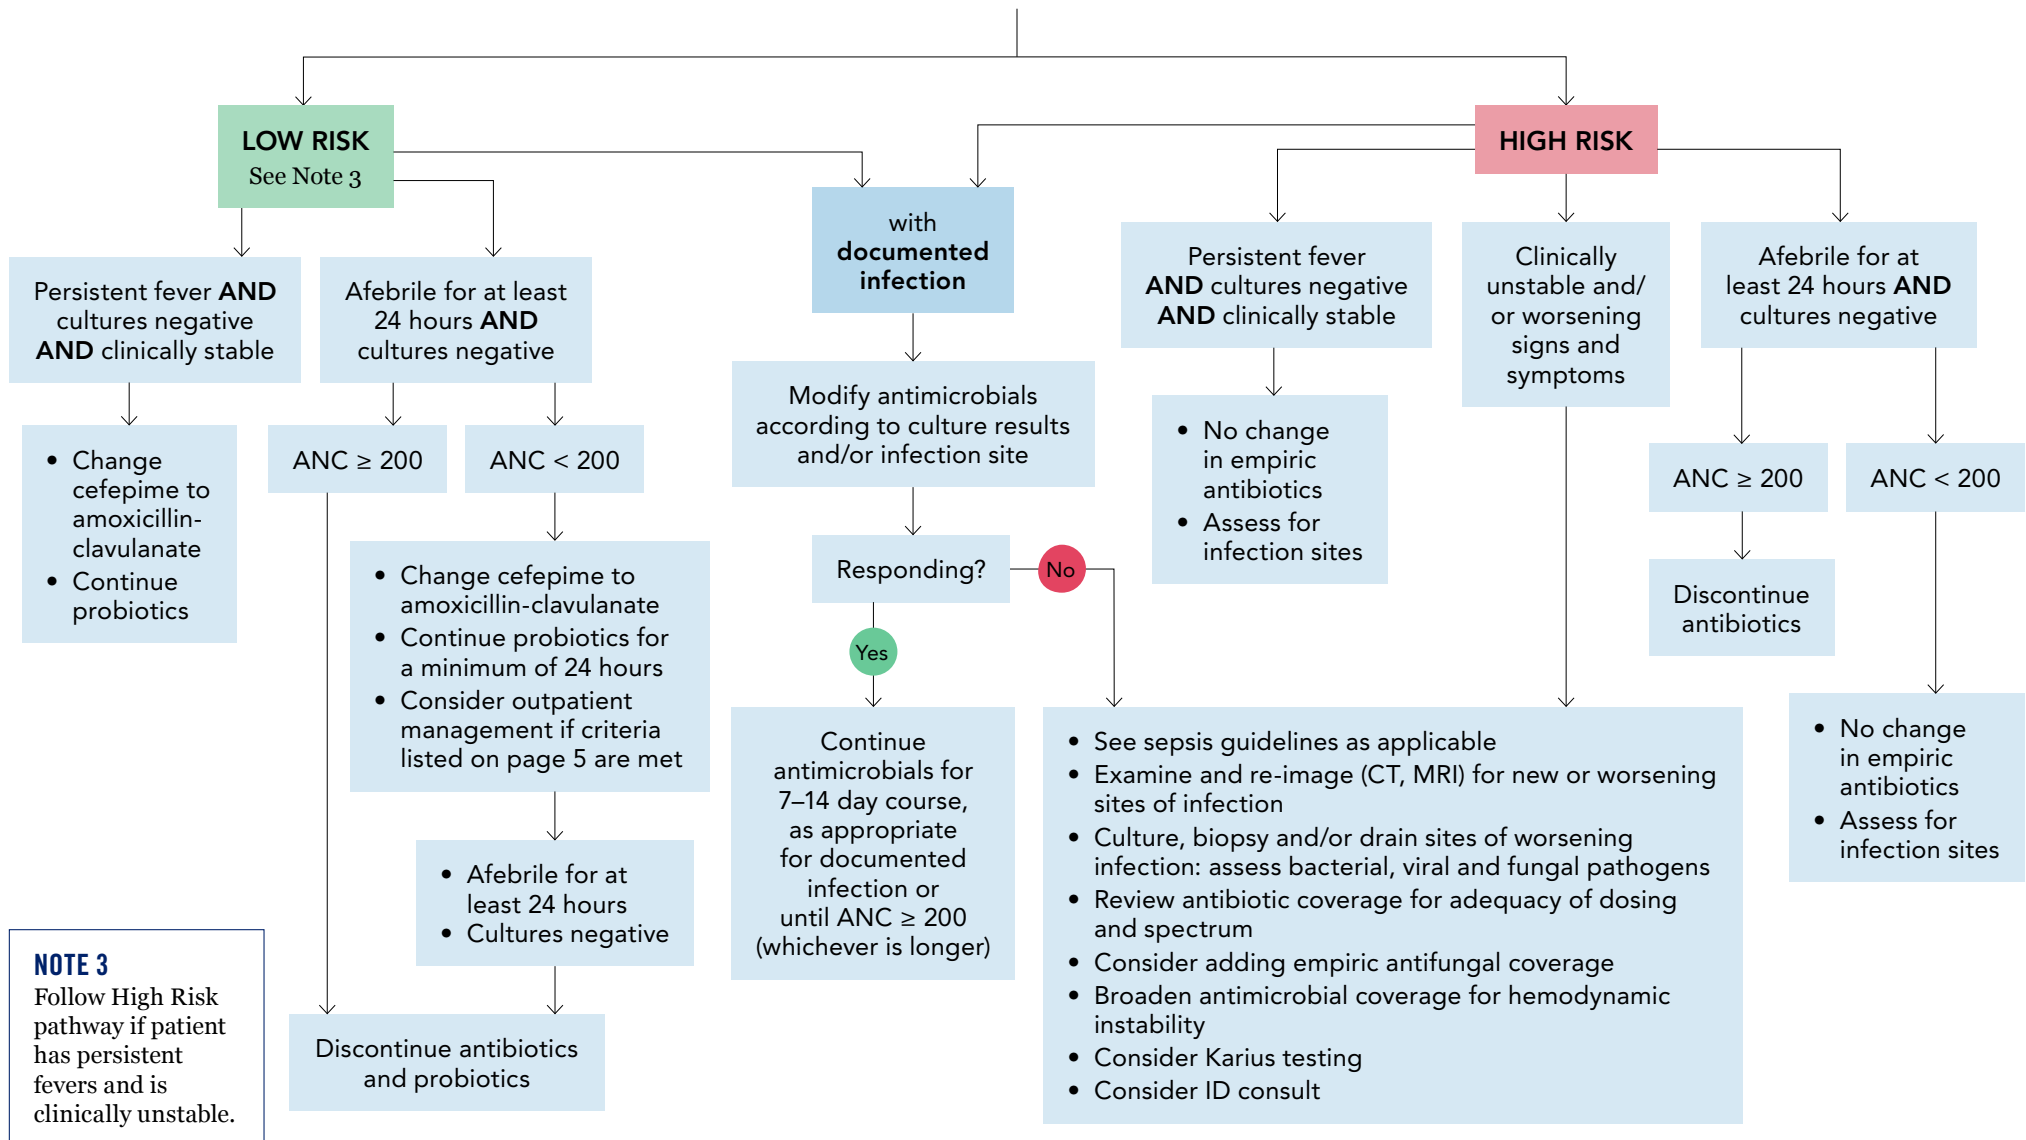 LOW RISK
See Note 3
HIGH RISK
with
documented
infection
Persistent fever AND
cultures negative
AND clinically stable
Afebrile for at least
24 hours AND
cultures negative
Persistent fever
AND cultures negative
AND clinically stable
Clinically
unstable and/
or worsening
signs and
symptoms
Afebrile for at
least 24 hours AND
cultures negative
• Change
cefepime to
amoxicillin-
clavulanate
• Continue
probiotics
ANC ≥ 200
ANC < 200
Modify antimicrobials
according to culture results
and/or infection site
• No change
in empiric
antibiotics
• Assess for
infection sites
ANC ≥ 200
ANC < 200
• Change cefepime to
amoxicillin-clavulanate
• Continue probiotics for
a minimum of 24 hours
• Consider outpatient
management if criteria
listed on page 5 are met
Responding?
No
Yes
Discontinue
antibiotics
• Afebrile for at
least 24 hours
• Cultures negative
Continue
antimicrobials for
7–14 day course,
as appropriate
for documented
infection or
until ANC ≥ 200
(whichever is longer)
• See sepsis guidelines as applicable
• Examine and re-image (CT, MRI) for new or worsening
sites of infection
• Culture, biopsy and/or drain sites of worsening
infection: assess bacterial, viral and fungal pathogens
• Review antibiotic coverage for adequacy of dosing
and spectrum
• Consider adding empiric antifungal coverage
• Broaden antimicrobial coverage for hemodynamic
instability
• Consider Karius testing
• Consider ID consult
• No change
in empiric
antibiotics
• Assess for
infection sites
NOTE 3
Follow High Risk
pathway if patient
has persistent
fevers and is
clinically unstable.
Discontinue antibiotics
and probiotics